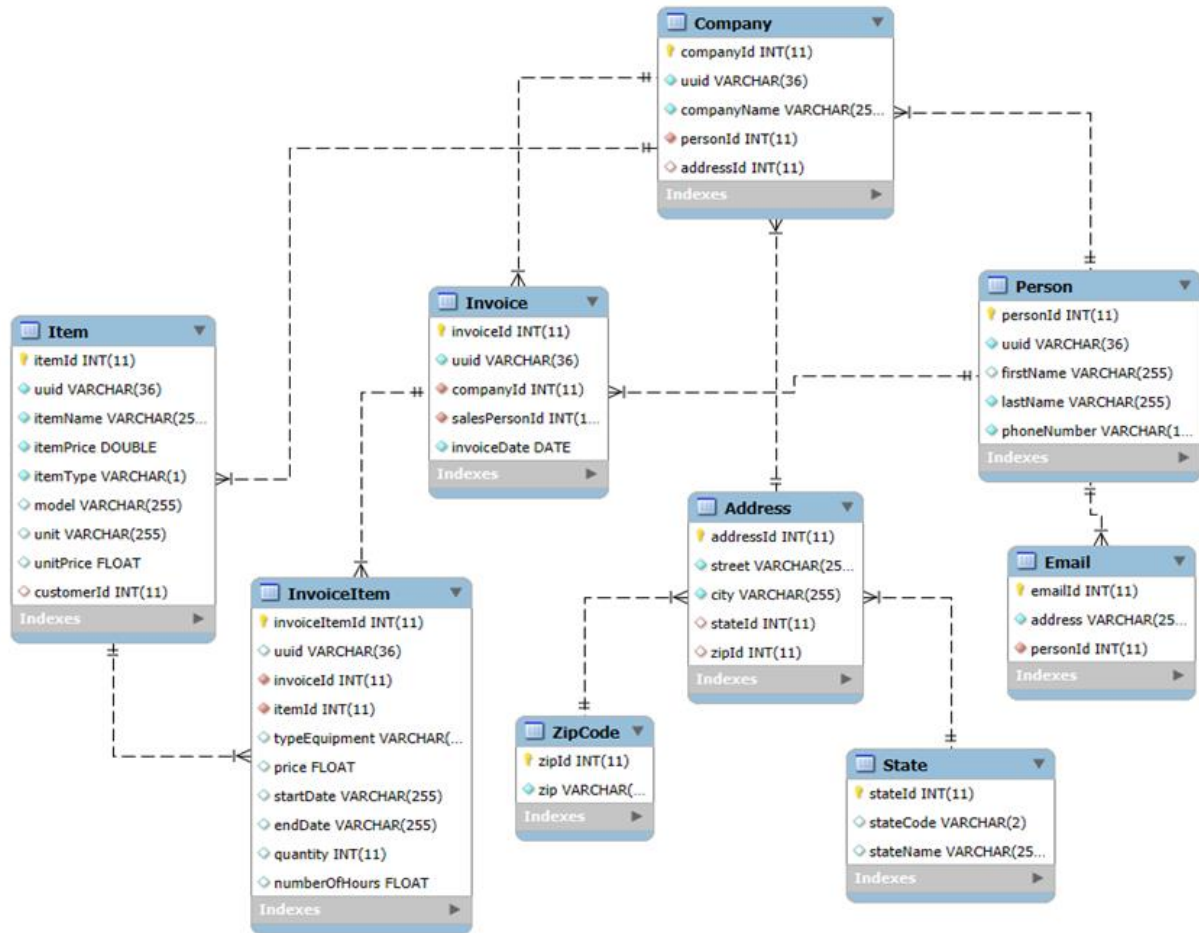 Company
companyId INT(11)
uuid VARCHAR(36)
companyName VARCHAR(25...
personId INT(11)
addressId INT(11)
Indexes
Invoice
invoiceId INT(11)
uuid VARCHAR(36)
companyId INT(11)
salesPersonId INT(1...
invoiceDate DATE
Indexes
Person
personId INT(11)
uuid VARCHAR(36)
firstName VARCHAR(255)
lastName VARCHAR(255)
phoneNumber VARCHAR(1...
Indexes
Item
itemId INT(11)
uuid VARCHAR(36)
itemName VARCHAR(25...
itemPrice DOUBLE
itemType VARCHAR(1)
model VARCHAR(255)
unit VARCHAR(255)
unitPrice FLOAT
customerId INT(11)
Indexes
Address
addressId INT(11)
street VARCHAR(25...
city VARCHAR(255)
stateId INT(11)
zipId INT(11)
Indexes
Email
emailId INT(11)
address VARCHAR(25...
personId INT(11)
Indexes
InvoiceItem
invoiceItemId INT(11)
uuid VARCHAR(36)
invoiceId INT(11)
itemId INT(11)
typeEquipment VARCHAR(...
price FLOAT
startDate VARCHAR(255)
endDate VARCHAR(255)
quantity INT(11)
numberOfHours FLOAT
Indexes
ZipCode
zipId INT(11)
zip VARCHAR(...
Indexes
State
stateId INT(11)
stateCode VARCHAR(2)
stateName VARCHAR(25...
Indexes